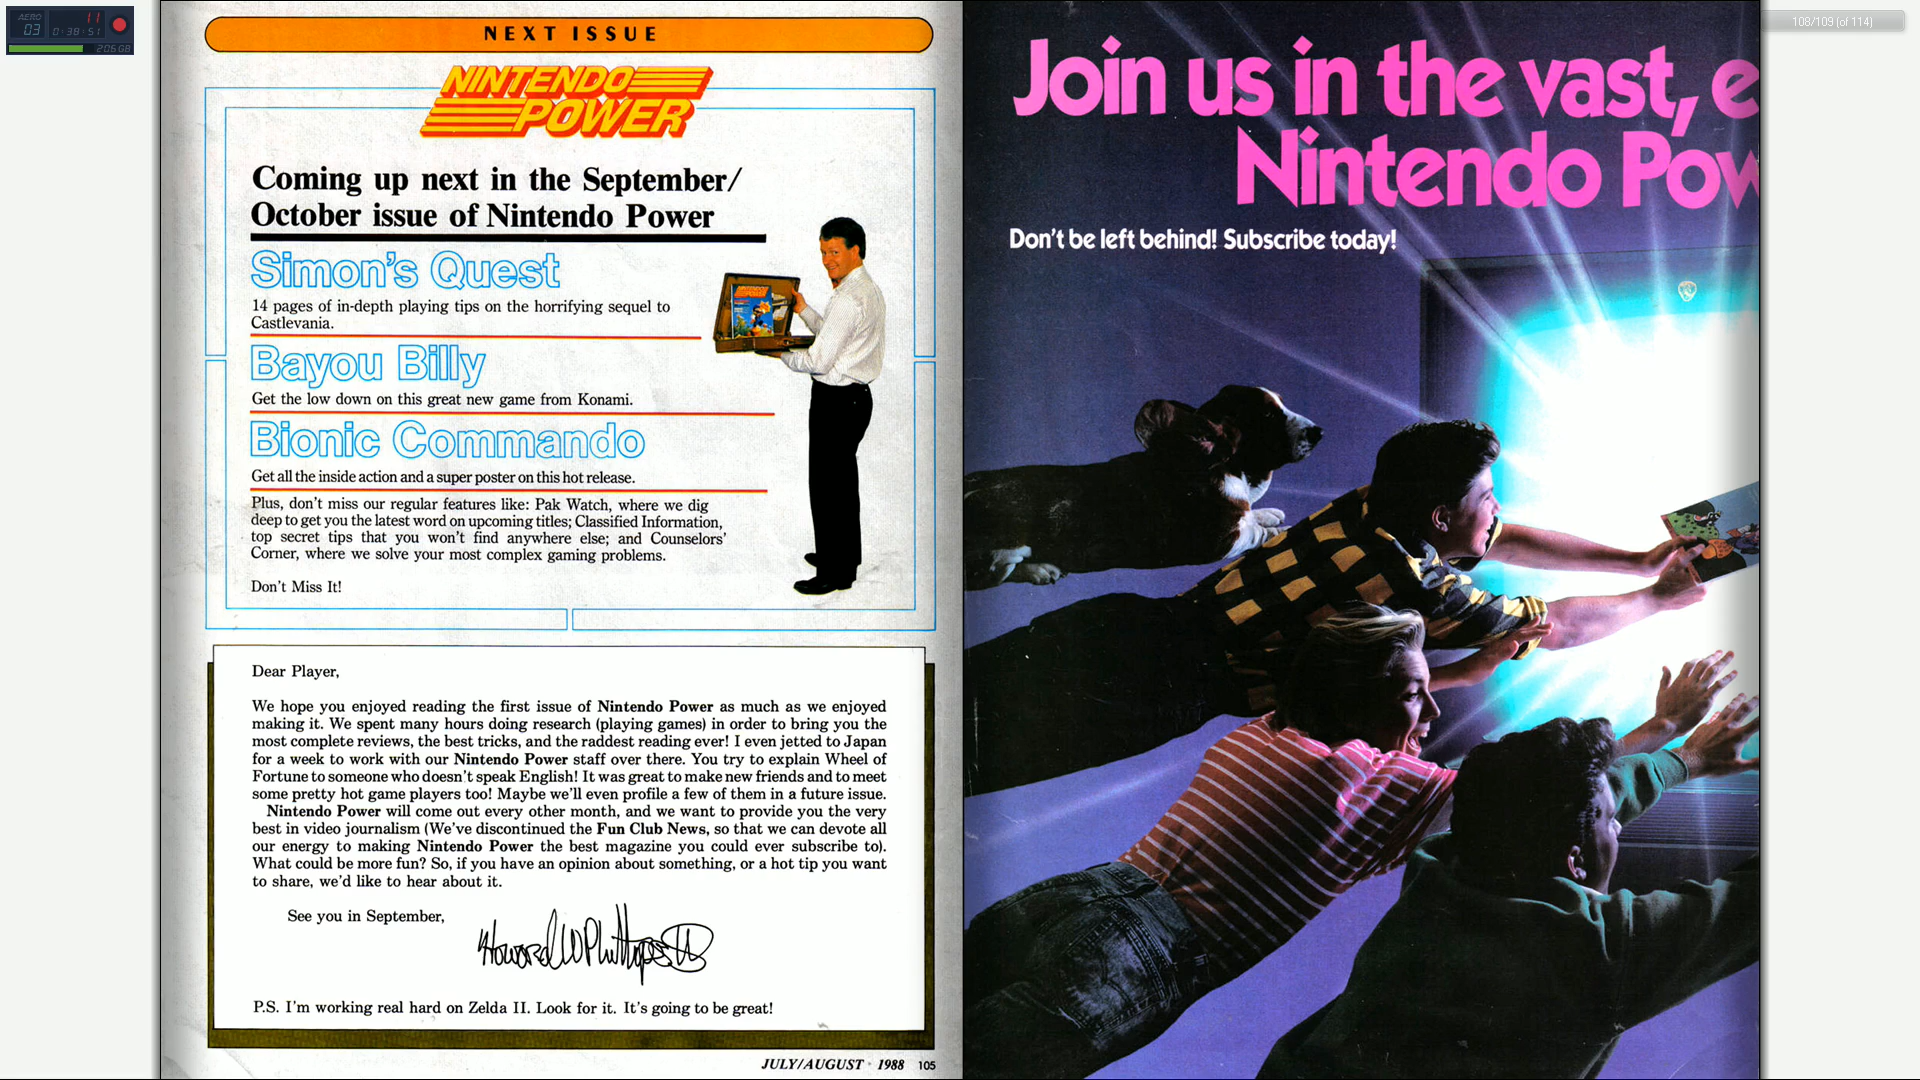 AERO
03
11
0:38:51
205GB
108/109 (of 114)
NEXT ISSUE
NINTENDO
POWER
Coming up next in the September/
October issue of Nintendo Power
Simon's Quest
14 pages of in-depth playing tips on the horrifying sequel to
Castlevania.
Bayou Billy
Get the low down on this great new game from Konami.
Bionic Commando
Get all the inside action and a super poster on this hot release.
Plus, don't miss our regular features like: Pak Watch, where we dig
deep to get you the latest word on upcoming titles; Classified Information,
top secret tips that you won't find anywhere else; and Counselors'
Corner, where we solve your most complex gaming problems.
Don't Miss It!
Dear Player,
We hope you enjoyed reading the first issue of Nintendo Power as much as we enjoyed
making it. We spent many hours doing research (playing games) in order to bring you the
most complete reviews, the best tricks, and the raddest reading ever! I even jetted to Japan
for a week to work with our Nintendo Power staff over there. You try to explain Wheel of
Fortune to someone who doesn't speak English! It was great to make new friends and to meet
some pretty hot game players too! Maybe we'll even profile a few of them in a future issue.
Nintendo Power will come out every other month, and we want to provide you the very
best in video journalism (We've discontinued the Fun Club News, so that we can devote all
our energy to making Nintendo Power the best magazine you could ever subscribe to).
What could be more fun? So, if you have an opinion about something, or a hot tip you want
to share, we'd like to hear about it.
See you in September,
Howard Phillips
P.S. I'm working real hard on Zelda II. Look for it. It's going to be great!
JULY/AUGUST · 1988 105
Join us in the vast, e
Nintendo Pow
Don't be left behind! Subscribe today!